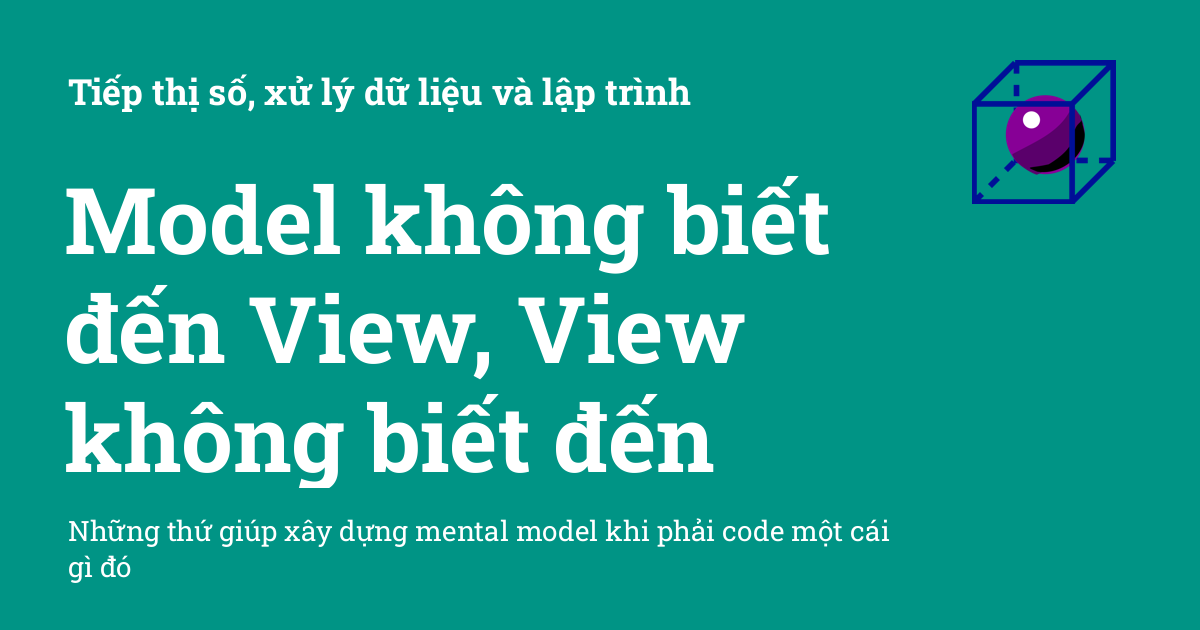 Tiếp thị số, xử lý dữ liệu và lập trình
Model không biết
đến View, View
không biết đến
Những thứ giúp xây dựng mental model khi phải code một cái
gì đó